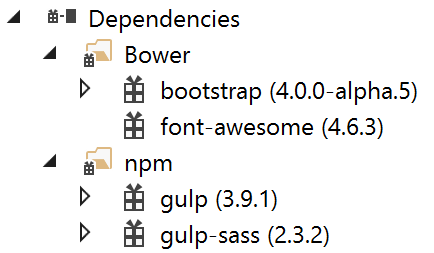 Dependencies
Bower
bootstrap (4.0.0-alpha.5)
font-awesome (4.6.3)
npm
gulp (3.9.1)
gulp-sass (2.3.2)